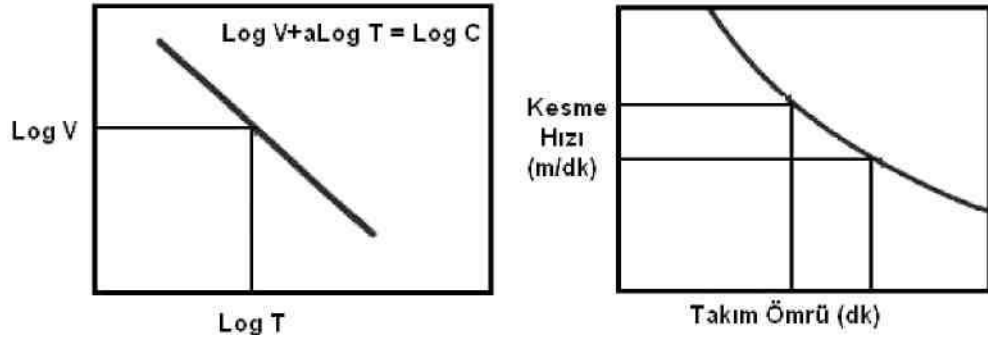 Log V+aLog T = Log C
Log V
Log T
Kesme
Hızı
(m/dk)
Takım Ömrü (dk)